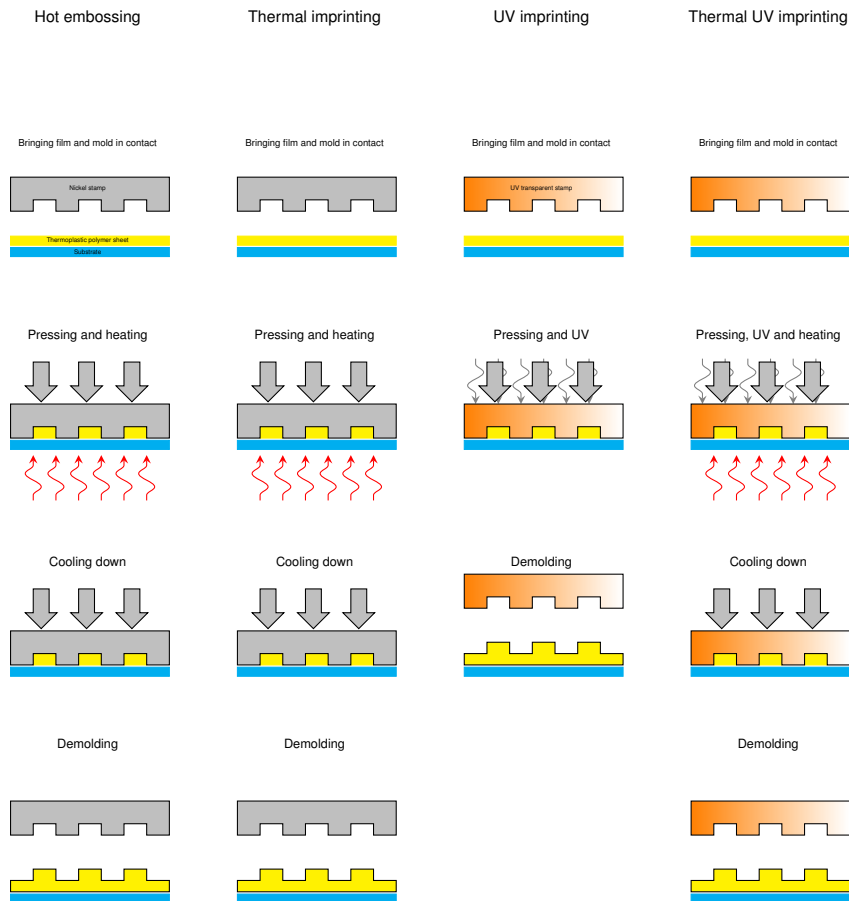 Hot embossing
Thermal imprinting
UV imprinting
Thermal UV imprinting
Bringing film and mold in contact
Bringing film and mold in contact
Bringing film and mold in contact
Bringing film and mold in contact
Nickel stamp
UV transparent stamp
Thermoplastic polymer sheet
Substrate
Pressing and heating
Pressing and heating
Pressing and UV
Pressing, UV and heating
Cooling down
Cooling down
Demolding
Cooling down
Demolding
Demolding
Demolding